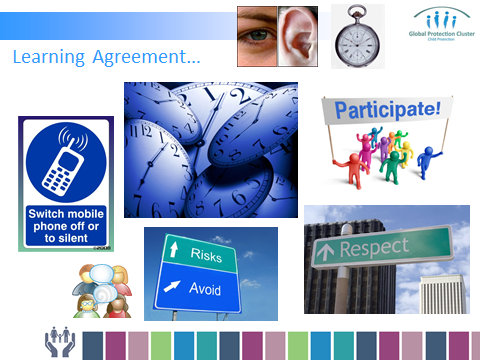 Global Protection Cluster
Child Protection
Learning Agreement...
Participate!
Switch mobile
phone off or
to silent
Risks
Avoid
Respect